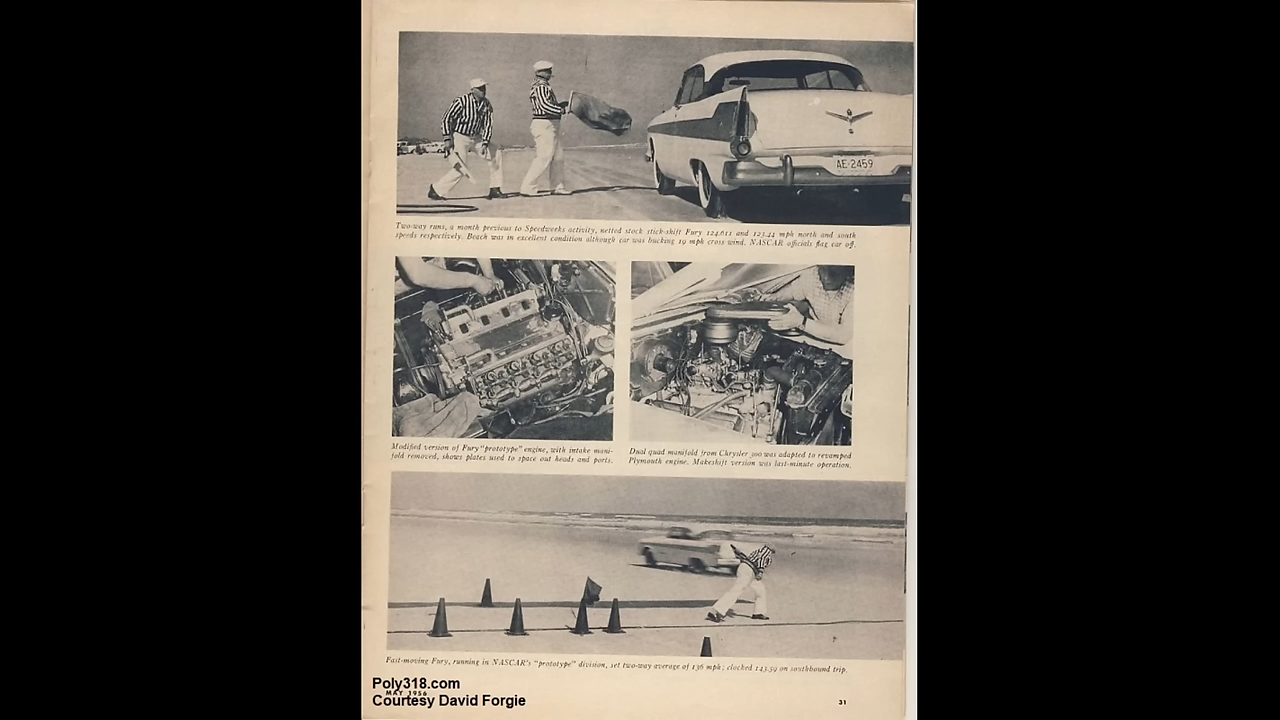 AE-2459
Two-way runs, a month previous to Speedweeks activity, netted stock stick-shift Fury 124.611 and 123.44 mph north and south
speeds respectively. Beach was in excellent condition although car was bucking 19 mph cross wind. NASCAR officials flag car off.
Modified version of Fury "prototype" engine, with intake mani-
fold removed, shows plates used to space out heads and ports.
Dual quad manifold from Chrysler 300 was adapted to revamped
Plymouth engine. Makeshift version was last-minute operation.
Fast-moving Fury, running in NASCAR's "prototype" division, set two-way average of 136 mph; clocked 143.59 on southbound trip.
Poly318.com
MAY 1956
Courtesy David Forgie
31